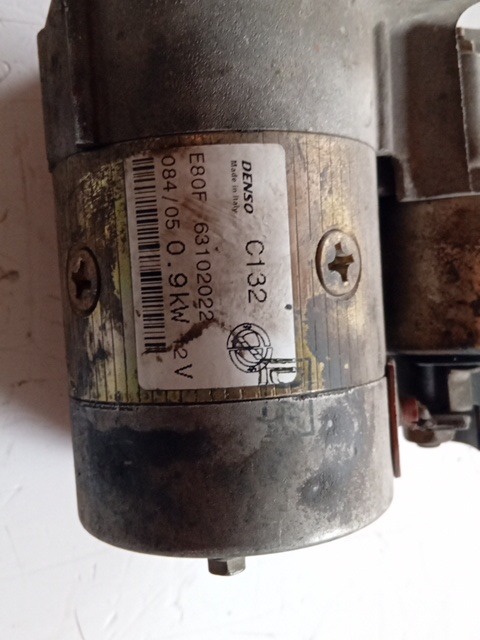 DENSO C132
Made in Italy
E80F 63102022
084/05 0.9kW 12V